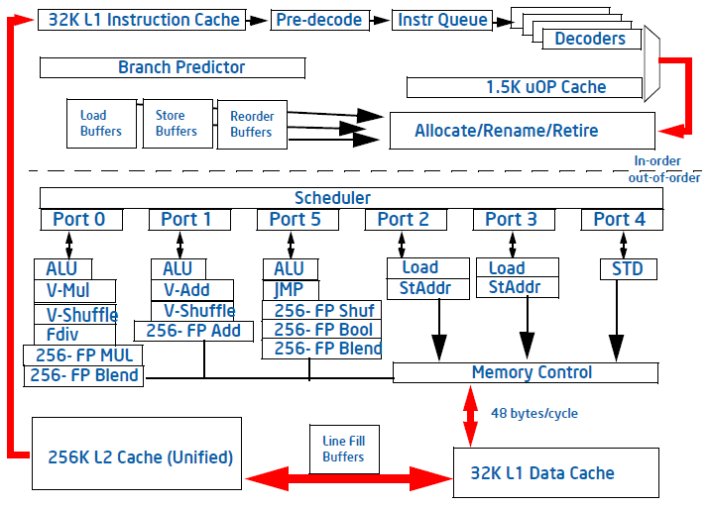 32K L1 Instruction Cache
Pre-decode
Instr Queue
Decoders
Branch Predictor
1.5K uOP Cache
Load
Buffers
Store
Buffers
Reorder
Buffers
Allocate/Rename/Retire
In-order
out-of-order
Scheduler
Port 0
Port 1
Port 5
Port 2
Port 3
Port 4
ALU
V-Mul
V-Shuffle
Fdiv
256- FP MUL
256- FP Blend
ALU
V-Add
V-Shuffle
256- FP Add
ALU
JMP
256- FP Shuf
256- FP Bool
256- FP Blend
Load
StAddr
Load
StAddr
STD
Memory Control
48 bytes/cycle
256K L2 Cache (Unified)
Line Fill
Buffers
32K L1 Data Cache